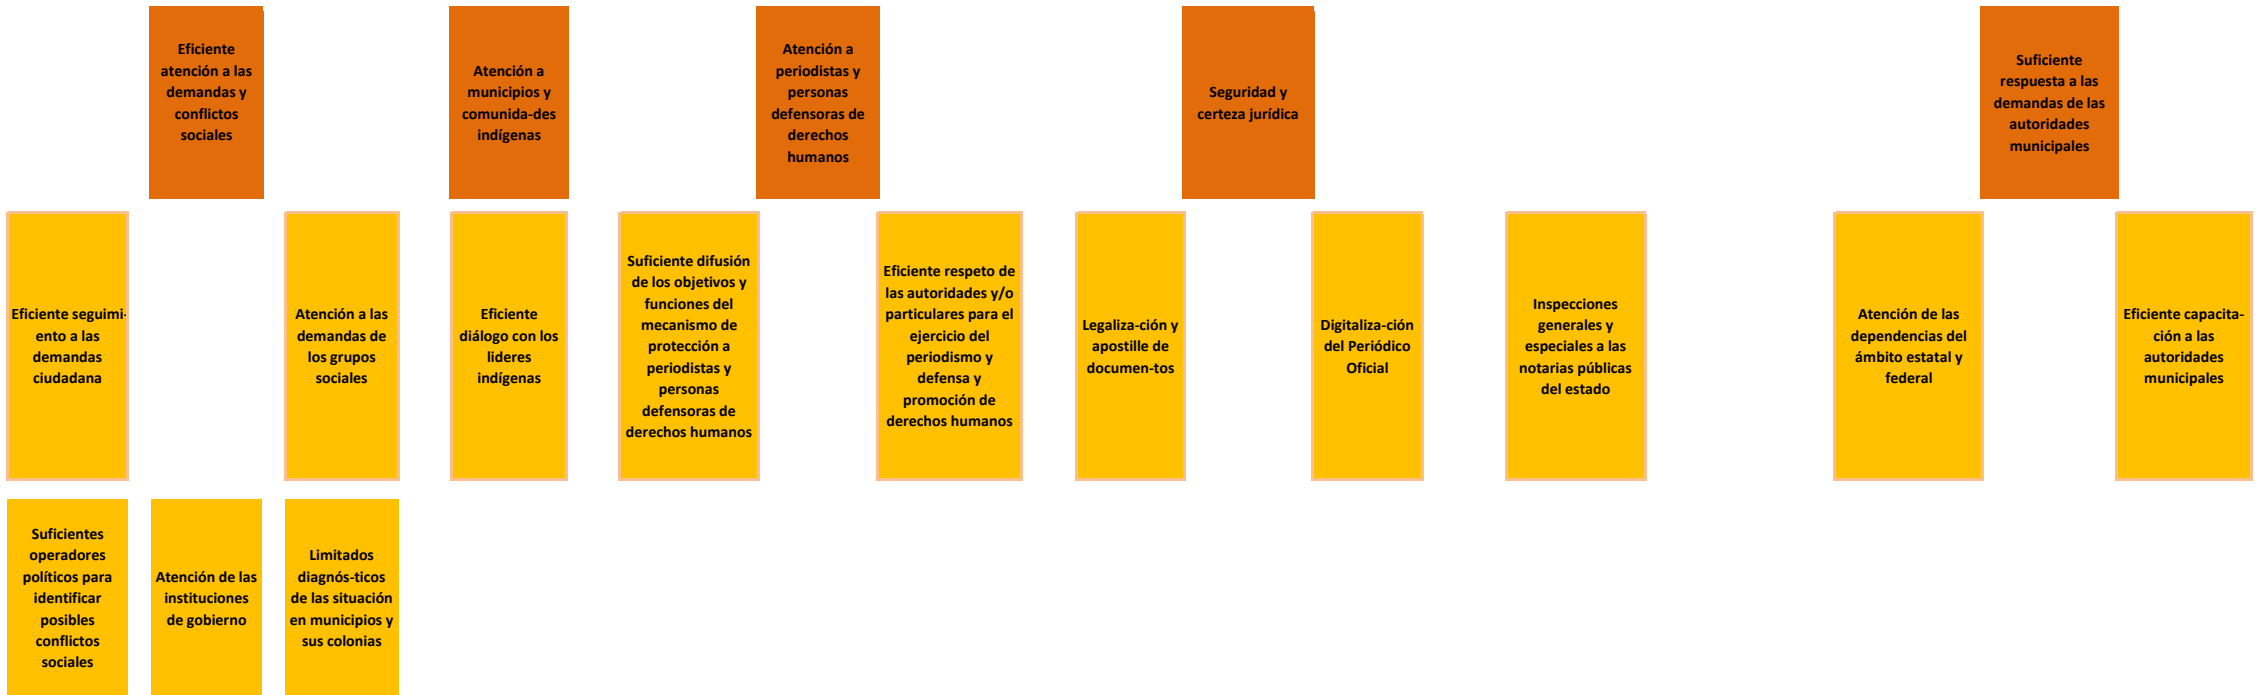 Eficiente
atención a las
demandas y
conflictos
sociales
Atención a
municipios y
comunida-des
indígenas
Atención a
periodistas y
personas
defensoras de
derechos
humanos
Seguridad y
certeza jurídica
Suficiente
respuesta a las
demandas de las
autoridades
municipales
Eficiente seguimi-
ento a las
demandas
ciudadana
Atención a las
demandas de
los grupos
sociales
Eficiente
diálogo con los
lideres
indígenas
Suficiente difusión
de los objetivos y
funciones del
mecanismo de
protección a
periodistas y
personas
defensoras de
derechos humanos
Eficiente respeto de
las autoridades y/o
particulares para el
ejercicio del
periodismo y
defensa y
promoción de
derechos humanos
Legaliza-ción y
apostille de
documen-tos
Digitaliza-ción
del Periódico
Oficial
Inspecciones
generales y
especiales a las
notarias públicas
del estado
Atención de las
dependencias del
ámbito estatal y
federal
Eficiente capacita-
ción a las
autoridades
municipales
Suficientes
operadores
políticos para
identificar
posibles
conflictos
sociales
Atención de las
instituciones
de gobierno
Limitados
diagnós-ticos
de las situación
en municipios y
sus colonias